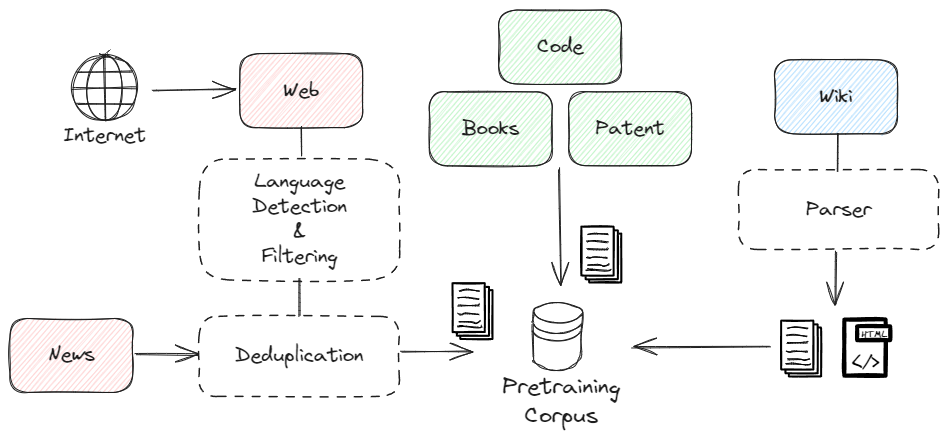 Internet
Web
Language
Detection
&
Filtering
News
Deduplication
Code
Books
Patent
Pretraining
Corpus
Wiki
Parser
HTML
</>